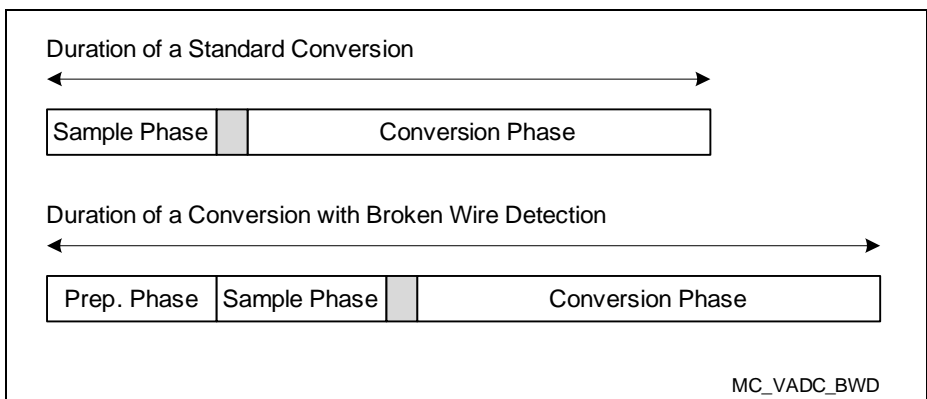 Duration of a Standard Conversion
Sample Phase Conversion Phase
Duration of a Conversion with Broken Wire Detection
Prep. Phase Sample Phase Conversion Phase
MC_VADC_BWD